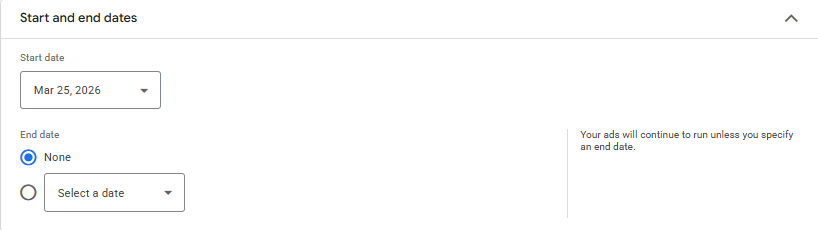 Start and end dates
Start date
Mar 25, 2026
End date
None
Select a date
Your ads will continue to run unless you specify
an end date.